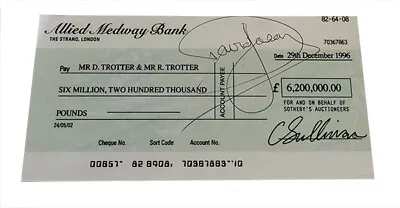 Allied Medway Bank
82-64-08
THE STRAND, LONDON
70367863
Date 29th December 1996
Pay MR D. TROTTER & MR R. TROTTER
SIX MILLION, TWO HUNDRED THOUSAND
ACCOUNT PAYEE
£ 6,200,000.00
POUNDS
FOR AND ON BEHALF OF
SOTHEBY'S AUCTIONEERS
24/05/02
C Sullivan
Cheque No. Sort Code Account No.
00857 82 8908 70387883 10